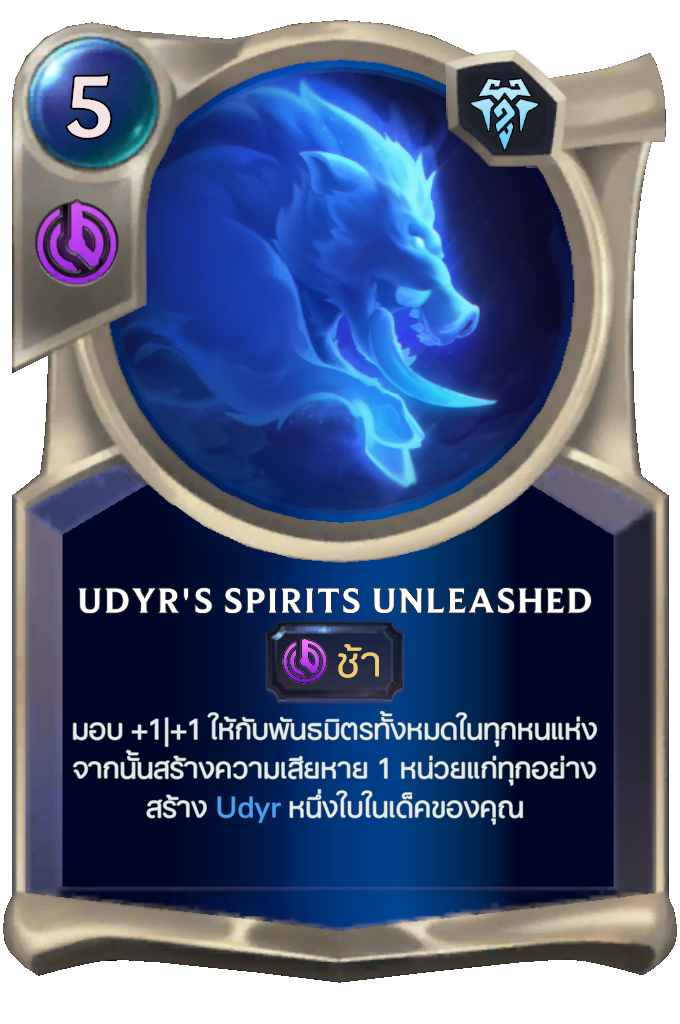 5
UDYR'S SPIRITS UNLEASHED
ช้า
มอบ +1|+1 ให้กับพันธมิตรทั้งหมดในทุกหนแห่ง
จากนั้นสร้างความเสียหาย 1 หน่วยแก่ทุกอย่าง
สร้าง Udyr หนึ่งใบในเด็คของคุณ